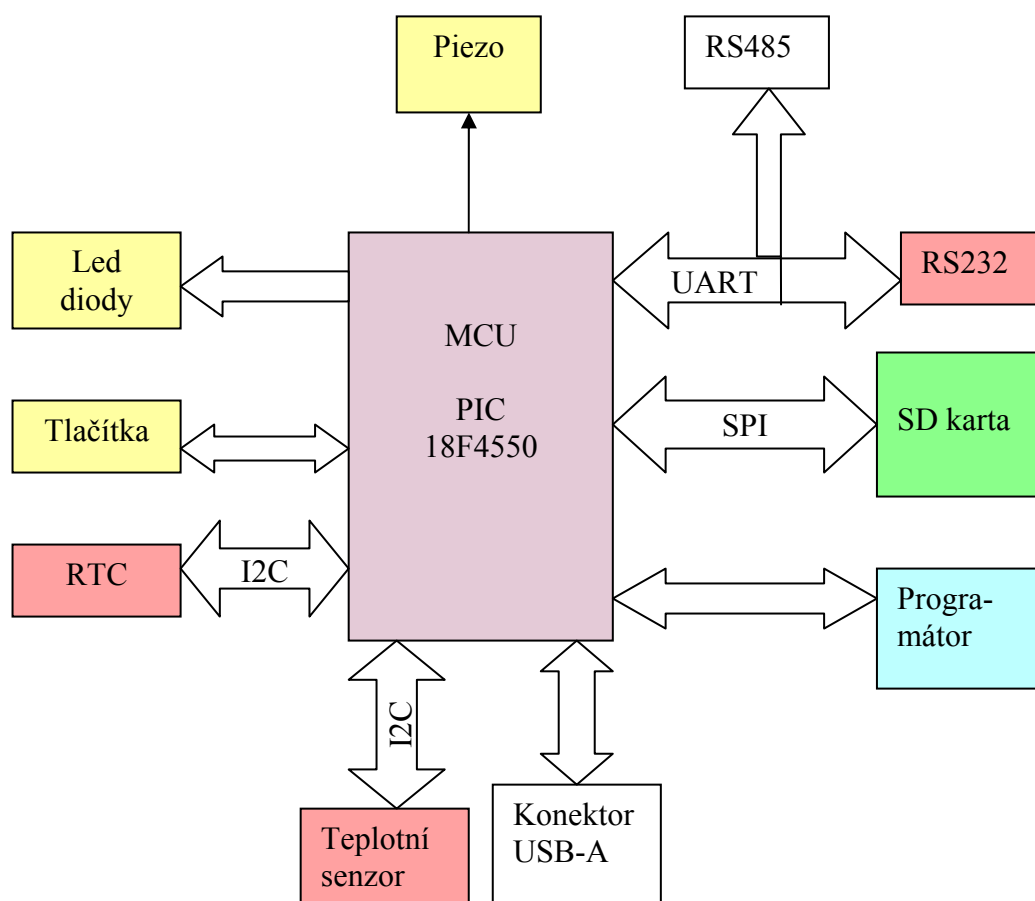 Piezo
RS485
Led
diody
UART
RS232
MCU
PIC
18F4550
Tlačítka
SPI
SD karta
RTC
I2C
Progra-
mátor
I2C
Teplotní
senzor
Konektor
USB-A